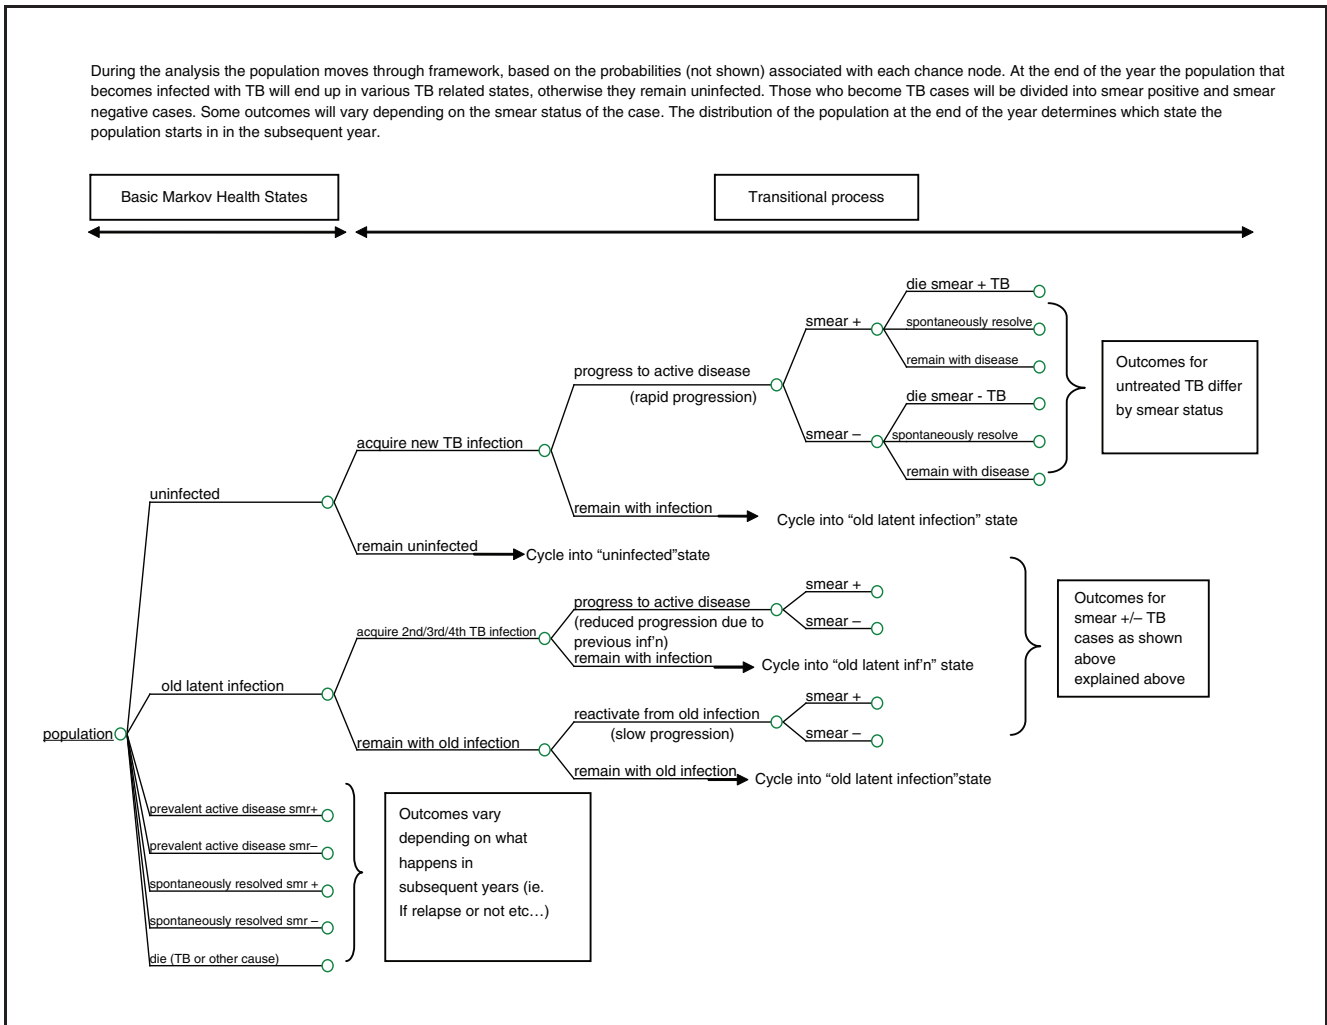 During the analysis the population moves through framework, based on the probabilities (not shown) associated with each chance node. At the end of the year the population that
becomes infected with TB will end up in various TB related states, otherwise they remain uninfected. Those who become TB cases will be divided into smear positive and smear
negative cases. Some outcomes will vary depending on the smear status of the case. The distribution of the population at the end of the year determines which state the
population starts in in the subsequent year.
Basic Markov Health States
Transitional process
die smear + TB
smear +
spontaneously resolve
remain with disease
progress to active disease
(rapid progression)
die smear - TB
smear –
spontaneously resolve
remain with disease
Outcomes for
untreated TB differ
by smear status
acquire new TB infection
uninfected
remain with infection
Cycle into “old latent infection” state
remain uninfected
Cycle into “uninfected”state
smear +
progress to active disease
(reduced progression due to
previous inf’n)
smear –
acquire 2nd/3rd/4th TB infection
remain with infection
Cycle into “old latent inf’n” state
Outcomes for
smear +/– TB
cases as shown
above
explained above
old latent infection
smear +
reactivate from old infection
(slow progression)
smear –
remain with old infection
remain with old infection
Cycle into “old latent infection”state
population
prevalent active disease smr+
prevalent active disease smr–
spontaneously resolved smr +
spontaneously resolved smr –
die (TB or other cause)
Outcomes vary
depending on what
happens in
subsequent years (ie.
If relapse or not etc…)